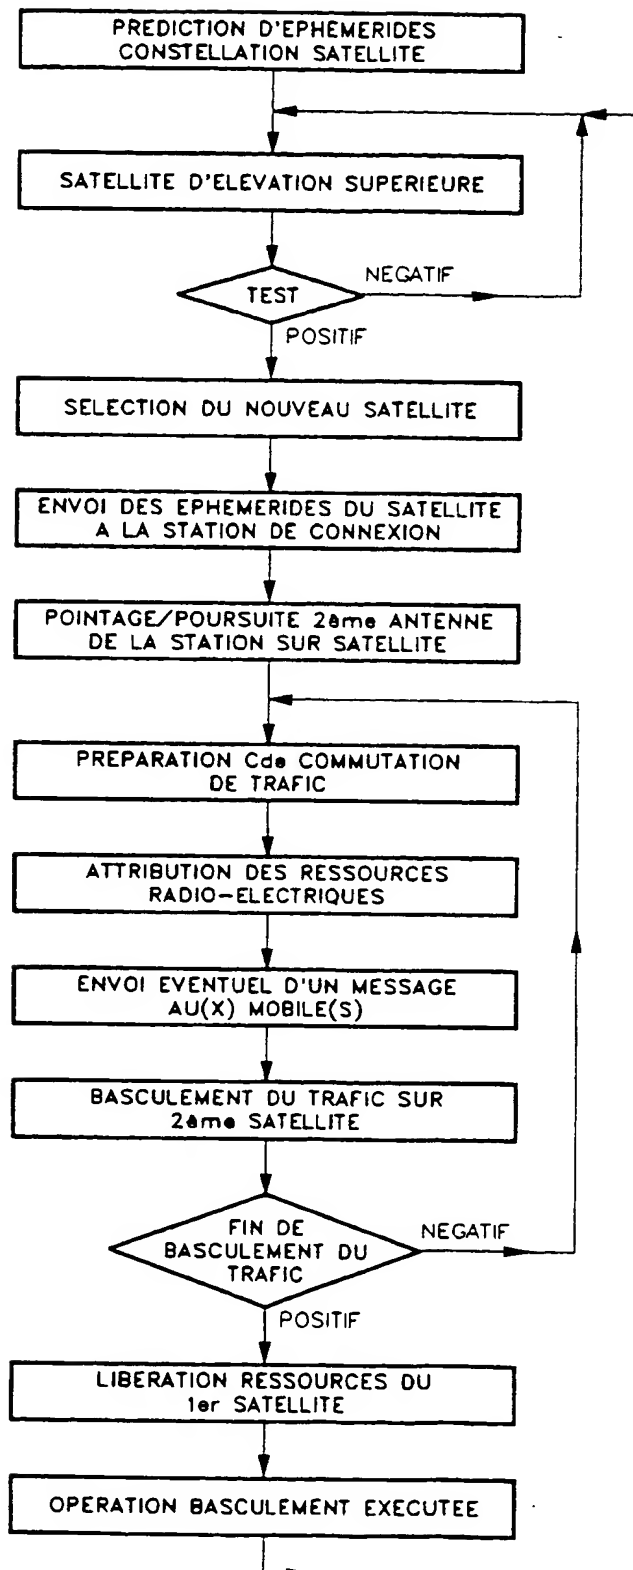 PREDICTION D'EPHEMERIDES
CONSTELLATION SATELLITE
SATELLITE D'ELEVATION SUPERIEURE
TEST
NEGATIF
POSITIF
SELECTION DU NOUVEAU SATELLITE
ENVOI DES EPHEMERIDES DU SATELLITE
A LA STATION DE CONNEXION
POINTAGE/POURSUITE 2ème ANTENNE
DE LA STATION SUR SATELLITE
PREPARATION Cde COMMUTATION
DE TRAFIC
ATTRIBUTION DES RESSOURCES
RADIO-ELECTRIQUES
ENVOI EVENTUEL D'UN MESSAGE
AU(X) MOBILE(S)
BASCULEMENT DU TRAFIC SUR
2ème SATELLITE
FIN DE
BASCULEMENT DU
TRAFIC
NEGATIF
POSITIF
LIBERATION RESSOURCES DU
1er SATELLITE
OPERATION BASCULEMENT EXECUTEE